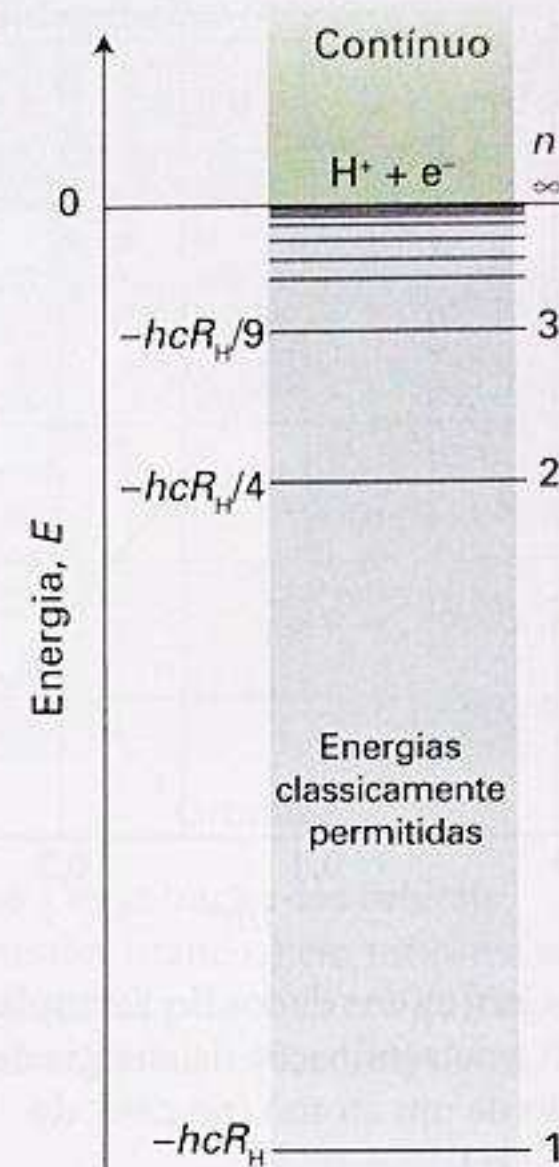 Contínuo
n
H⁺ + e⁻
∞
0
−hcR_H/9
3
−hcR_H/4
2
Energia, E
Energias
classicamente
permitidas
−hcR_H
1